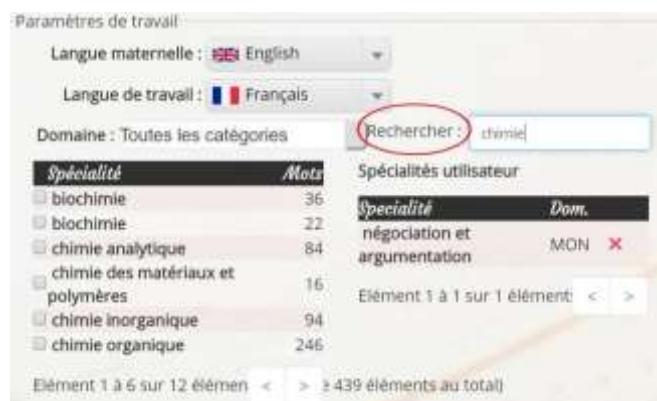 Paramètres de travail
Langue maternelle : English
Langue de travail : Français
Domaine : Toutes les catégories
Rechercher : chimie
Spécialité Mots
biochimie 36
biochimie 22
chimie analytique 84
chimie des matériaux et
polymères 16
chimie inorganique 94
chimie organique 246
Elément 1 à 6 sur 12 élémen < > e 439 éléments au total)
Spécialités utilisateur
Specialité Dom.
négociation et
argumentation MON ×
Elément 1 à 1 sur 1 élément < >